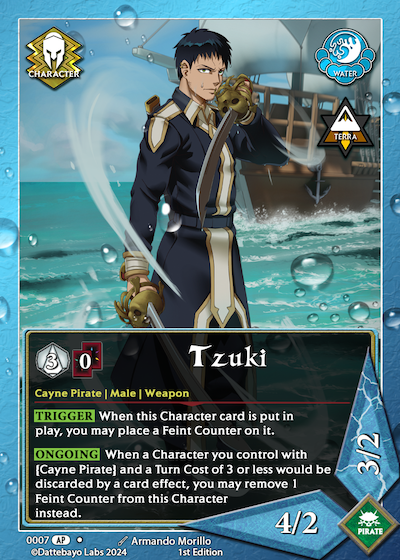 CHARACTER
WATER
TERRA
3 0 Tzuki
Cayne Pirate | Male | Weapon
TRIGGER When this Character card is put in
play, you may place a Feint Counter on it.
ONGOING When a Character you control with
[Cayne Pirate] and a Turn Cost of 3 or less would be
discarded by a card effect, you may remove 1
Feint Counter from this Character
instead.
3/2
4/2
PIRATE
0007 AP Armando Morillo
©Dattebayo Labs 2024 1st Edition